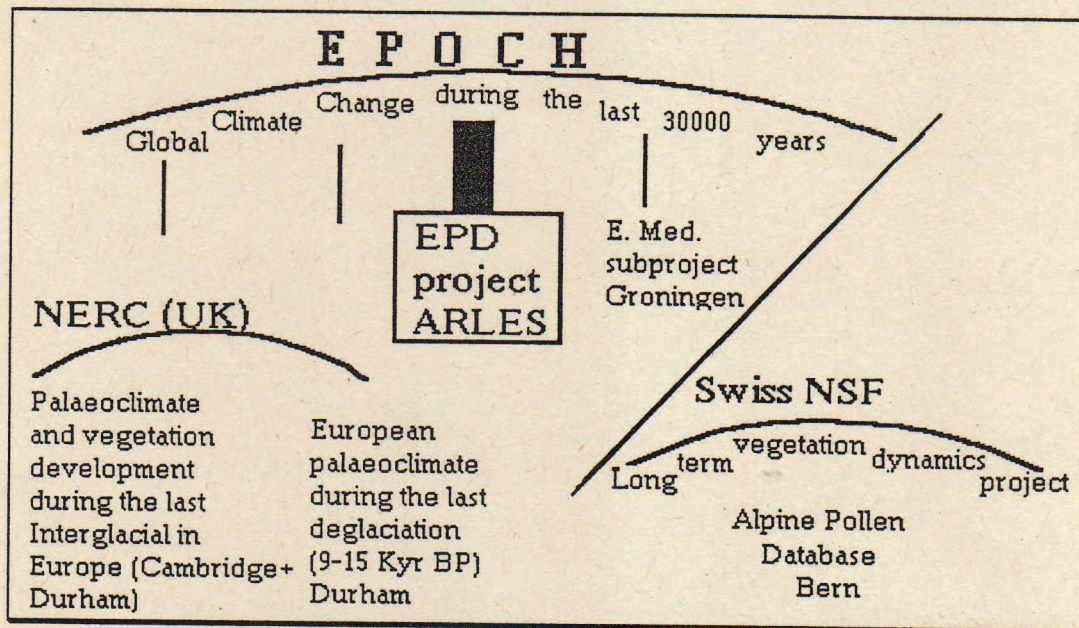 EPOCH
Global Climate Change during the last 30000 years
EPD
project
ARLES
E. Med.
subproject
Groningen
NERC (UK)
Palaeoclimate
and vegetation
development
during the last
Interglacial in
Europe (Cambridge+
Durham)
European
palaeoclimate
during the last
deglaciation
(9-15 Kyr BP)
Durham
Swiss NSF
Long term vegetation dynamics project
Alpine Pollen
Database
Bern